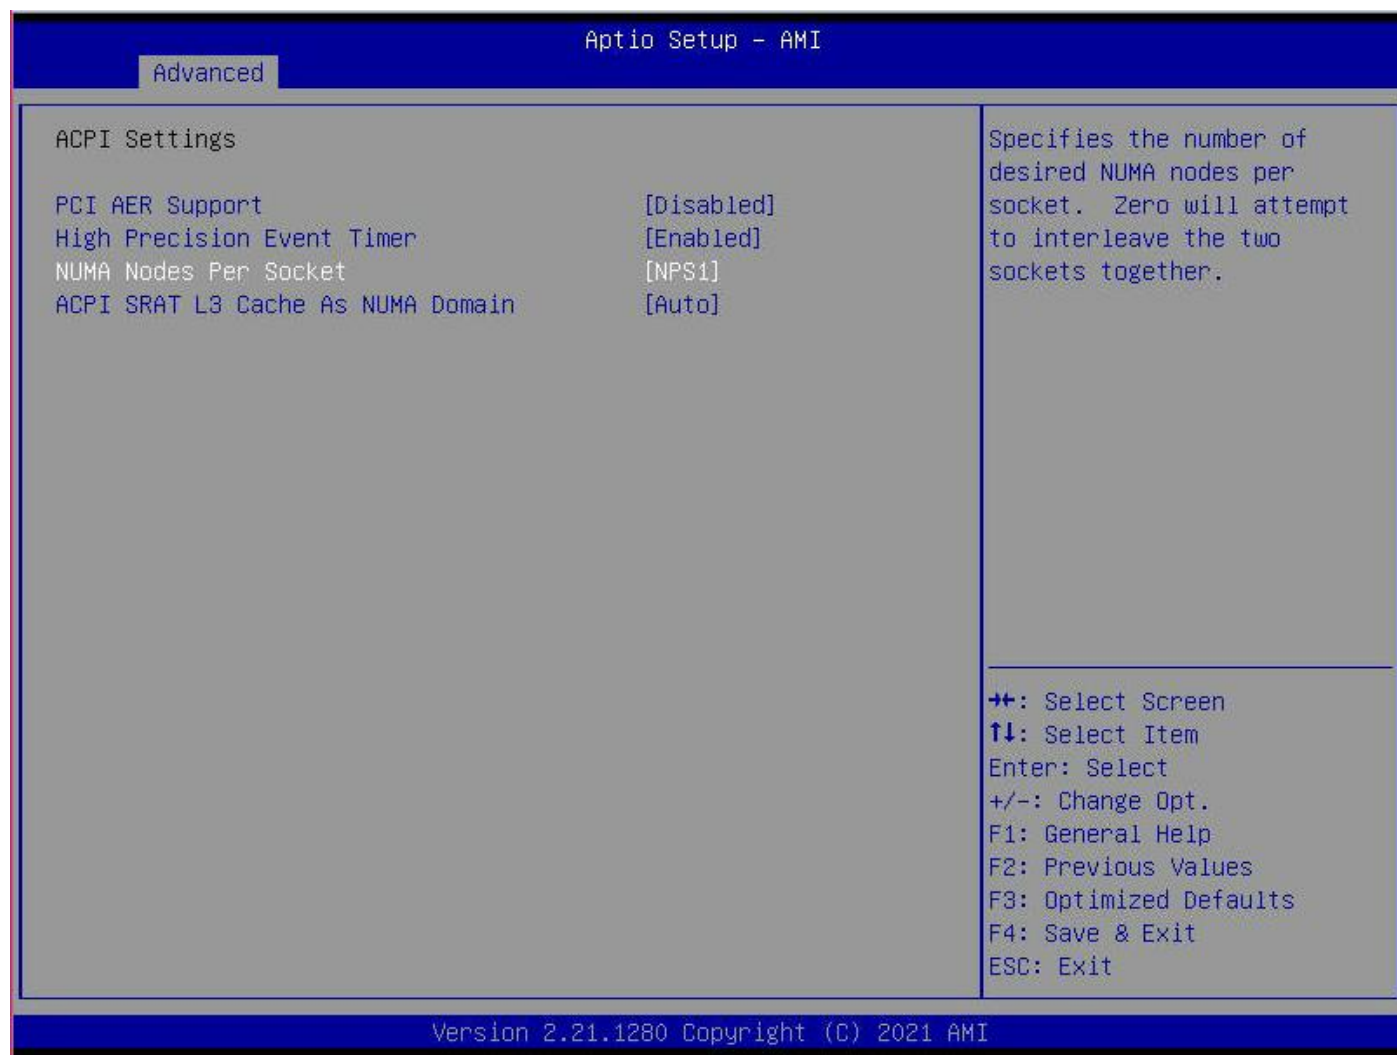 Aptio Setup – AMI
Advanced
ACPI Settings
PCI AER Support [Disabled]
High Precision Event Timer [Enabled]
NUMA Nodes Per Socket [NPS1]
ACPI SRAT L3 Cache As NUMA Domain [Auto]
Specifies the number of
desired NUMA nodes per
socket.  Zero will attempt
to interleave the two
sockets together.
→←: Select Screen
↑↓: Select Item
Enter: Select
+/-: Change Opt.
F1: General Help
F2: Previous Values
F3: Optimized Defaults
F4: Save & Exit
ESC: Exit
Version 2.21.1280 Copyright (C) 2021 AMI